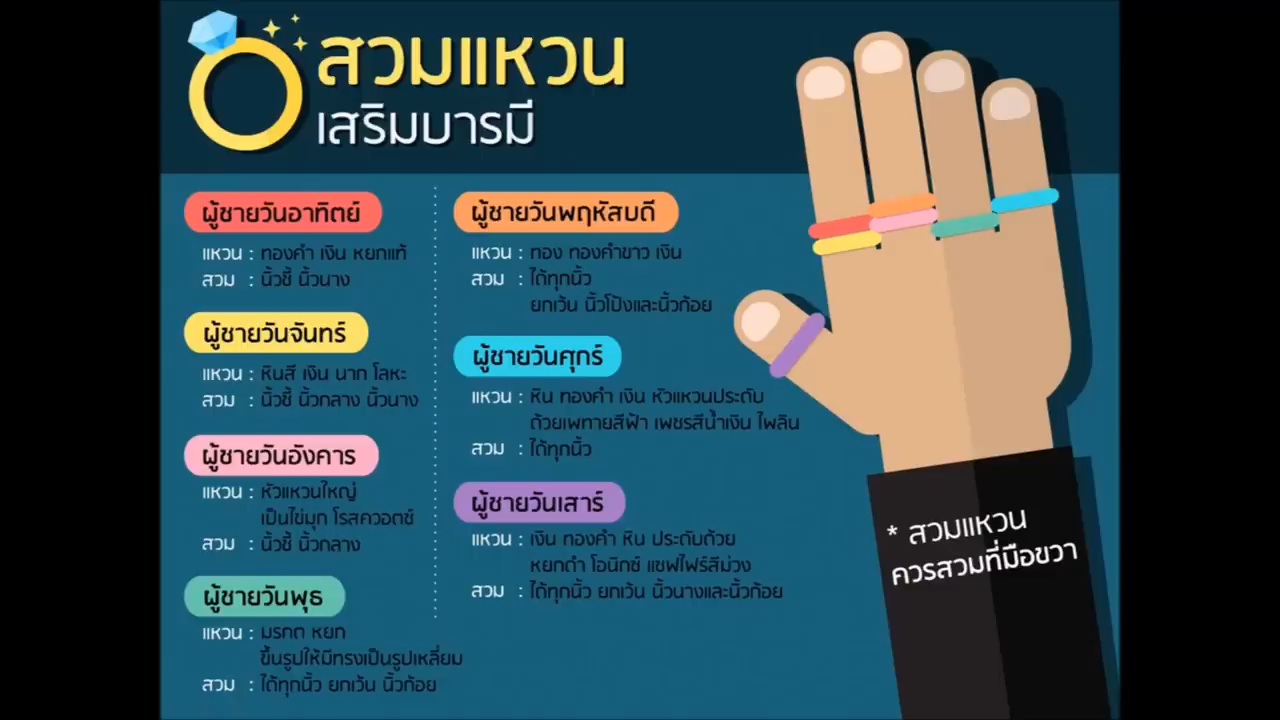 สวมแหวน
เสริมบารมี
ผู้ชายวันอาทิตย์
แหวน : ทองคำ เงิน หยกแท้
สวม : นิ้วชี้ นิ้วนาง
ผู้ชายวันจันทร์
แหวน : หินสี เงิน นาก โลหะ
สวม : นิ้วชี้ นิ้วกลาง นิ้วนาง
ผู้ชายวันอังคาร
แหวน : หัวแหวนใหญ่
เป็นไข่มุก โรสควอตซ์
สวม : นิ้วชี้ นิ้วกลาง
ผู้ชายวันพุธ
แหวน : มรกต หยก
ขึ้นรูปให้มีทรงเป็นรูปเหลี่ยม
สวม : ได้ทุกนิ้ว ยกเว้น นิ้วก้อย
ผู้ชายวันพฤหัสบดี
แหวน : ทอง ทองคำขาว เงิน
สวม : ได้ทุกนิ้ว
ยกเว้น นิ้วโป้งและนิ้วก้อย
ผู้ชายวันศุกร์
แหวน : หิน ทองคำ เงิน หัวแหวนประดับ
ด้วยเพทายสีฟ้า เพชรสีน้ำเงิน ไพลิน
สวม : ได้ทุกนิ้ว
ผู้ชายวันเสาร์
แหวน : เงิน ทองคำ หิน ประดับด้วย
หยกดำ โอนิกซ์ แซฟไฟร์สีม่วง
สวม : ได้ทุกนิ้ว ยกเว้น นิ้วนางและนิ้วก้อย
* สวมแหวน
ควรสวมที่มือขวา